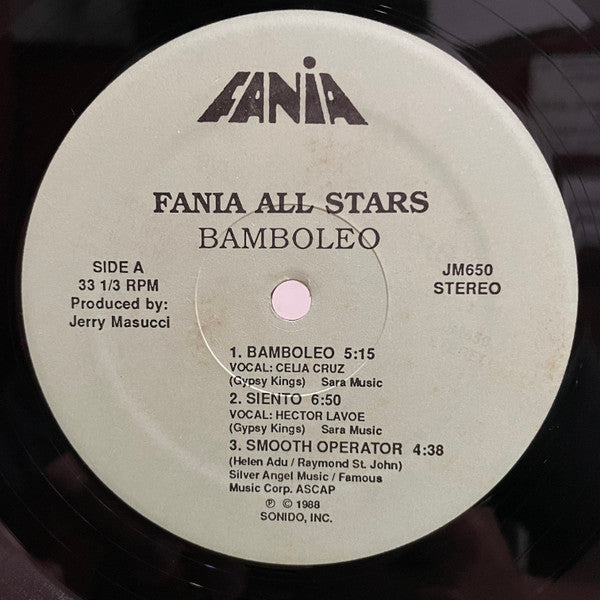 FANIA
FANIA ALL STARS
BAMBOLEO
SIDE A
33 1/3 RPM
Produced by:
Jerry Masucci
JM650
STEREO
1. BAMBOLEO 5:15
VOCAL: CELIA CRUZ
(Gypsy Kings) Sara Music
2. SIENTO 6:50
VOCAL: HECTOR LAVOE
(Gypsy Kings) Sara Music
3. SMOOTH OPERATOR 4:38
(Helen Adu / Raymond St. John)
Silver Angel Music / Famous
Music Corp. ASCAP
℗ © 1988
SONIDO, INC.